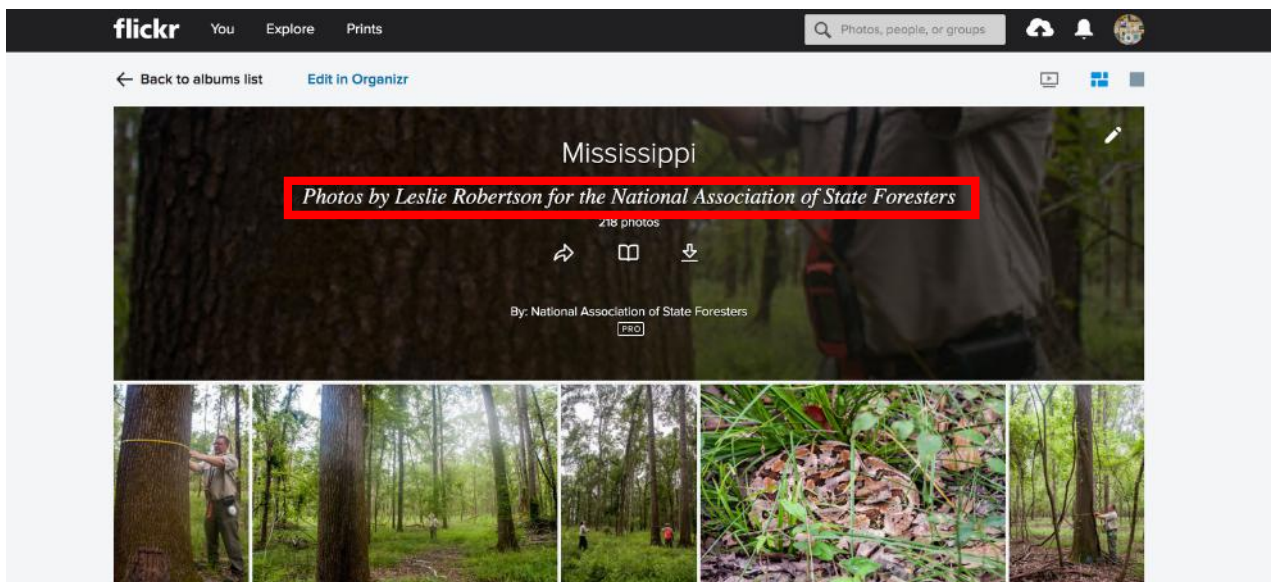 flickr You Explore Prints Photos, people, or groups
Back to albums list Edit in Organizr
Mississippi
Photos by Leslie Robertson for the National Association of State Foresters
218 photos
By: National Association of State Foresters
PRO